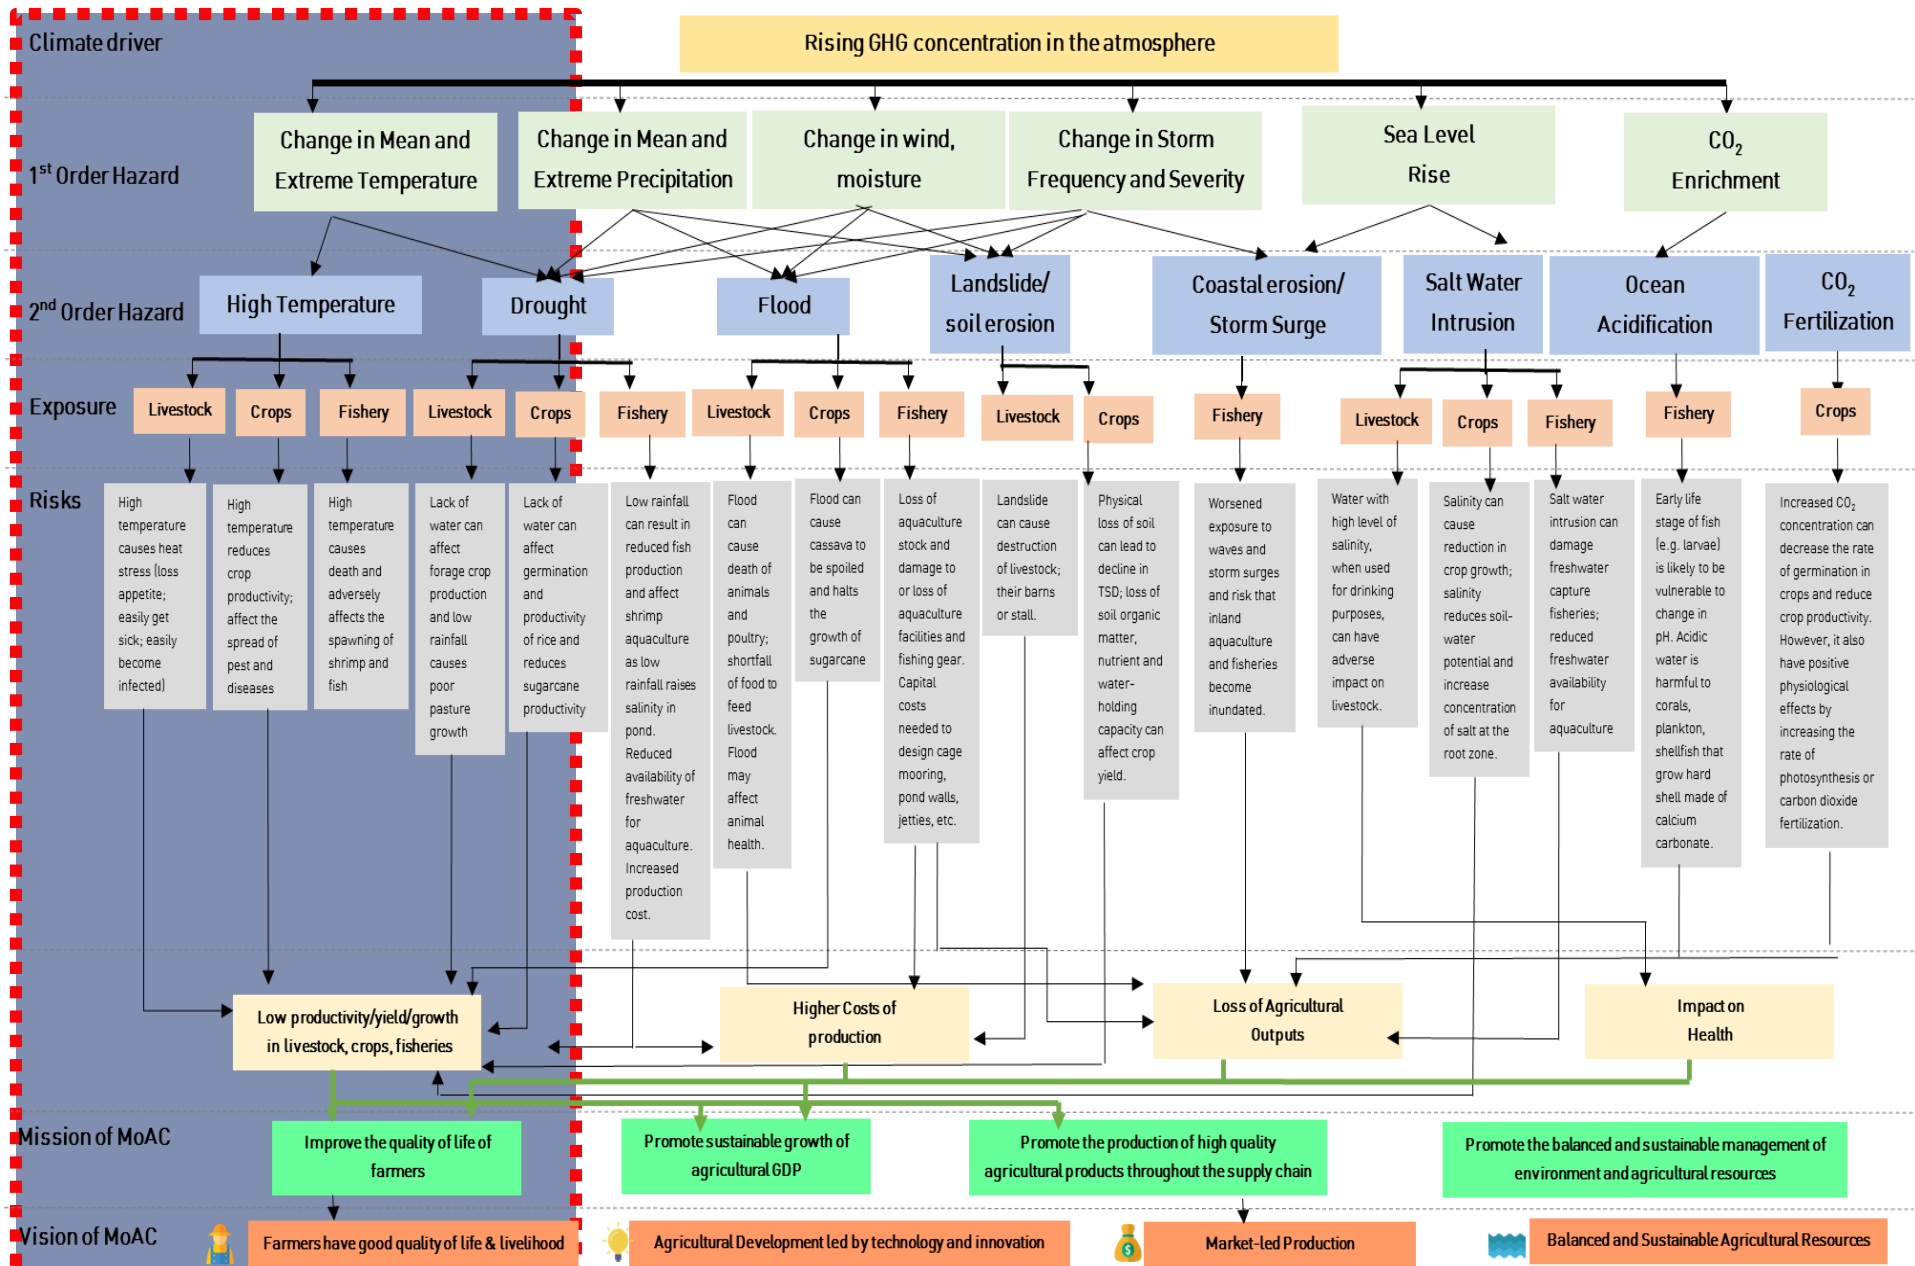 Climate driver
Rising GHG concentration in the atmosphere
1st Order Hazard
Change in Mean and
Extreme Temperature
Change in Mean and
Extreme Precipitation
Change in wind,
moisture
Change in Storm
Frequency and Severity
Sea Level
Rise
CO2
Enrichment
2nd Order Hazard
High Temperature
Drought
Flood
Landslide/
soil erosion
Coastal erosion/
Storm Surge
Salt Water
Intrusion
Ocean
Acidification
CO2
Fertilization
Exposure
Livestock
Crops
Fishery
Livestock
Crops
Fishery
Livestock
Crops
Fishery
Livestock
Crops
Fishery
Livestock
Crops
Fishery
Fishery
Crops
Risks
High
temperature
causes heat
stress (loss
appetite;
easily get
sick; easily
become
infected)
High
temperature
reduces
crop
productivity;
affect the
spread of
pest and
diseases
High
temperature
causes
death and
adversely
affects the
spawning of
shrimp and
fish
Lack of
water can
affect
forage crop
production
and low
rainfall
causes
poor
pasture
growth
Lack of
water can
affect
germination
and
productivity
of rice and
reduces
sugarcane
productivity
Low rainfall
can result in
reduced fish
production
and affect
shrimp
aquaculture
as low
rainfall raises
salinity in
pond.
Reduced
availability of
freshwater
for
aquaculture.
Increased
production
cost.
Flood
can
cause
death of
animals
and
poultry;
shortfall
of food to
feed
livestock.
Flood
may
affect
animal
health.
Flood can
cause
cassava to
be spoiled
and halts
the
growth of
sugarcane
Loss of
aquaculture
stock and
damage to
or loss of
aquaculture
facilities and
fishing gear.
Capital
costs
needed to
design cage
mooring,
pond walls,
jetties, etc.
Landslide
can cause
destruction
of livestock;
their barns
or stall.
Physical
loss of soil
can lead to
decline in
TSD; loss of
soil organic
matter,
nutrient and
water-
holding
capacity can
affect crop
yield.
Worsened
exposure to
waves and
storm surges
and risk that
inland
aquaculture
and fisheries
become
inundated.
Water with
high level of
salinity,
when used
for drinking
purposes,
can have
adverse
impact on
livestock.
Salinity can
cause
reduction in
crop growth;
salinity
reduces soil-
water
potential and
increase
concentration
of salt at the
root zone.
Salt water
intrusion can
damage
freshwater
capture
fisheries;
reduced
freshwater
availability
for
aquaculture
Early life
stage of fish
(e.g. larvae)
is likely to be
vulnerable to
change in
pH. Acidic
water is
harmful to
corals,
plankton,
shellfish that
grow hard
shell made of
calcium
carbonate.
Increased CO2
concentration can
decrease the rate
of germination in
crops and reduce
crop productivity.
However, it also
have positive
physiological
effects by
increasing the
rate of
photosynthesis or
carbon dioxide
fertilization.
Low productivity/yield/growth
in livestock, crops, fisheries
Higher Costs of
production
Loss of Agricultural
Outputs
Impact on
Health
Mission of MoAC
Improve the quality of life of
farmers
Promote sustainable growth of
agricultural GDP
Promote the production of high quality
agricultural products throughout the supply chain
Promote the balanced and sustainable management of
environment and agricultural resources
Vision of MoAC
Farmers have good quality of life & livelihood
Agricultural Development led by technology and innovation
$
Market-led Production
Balanced and Sustainable Agricultural Resources